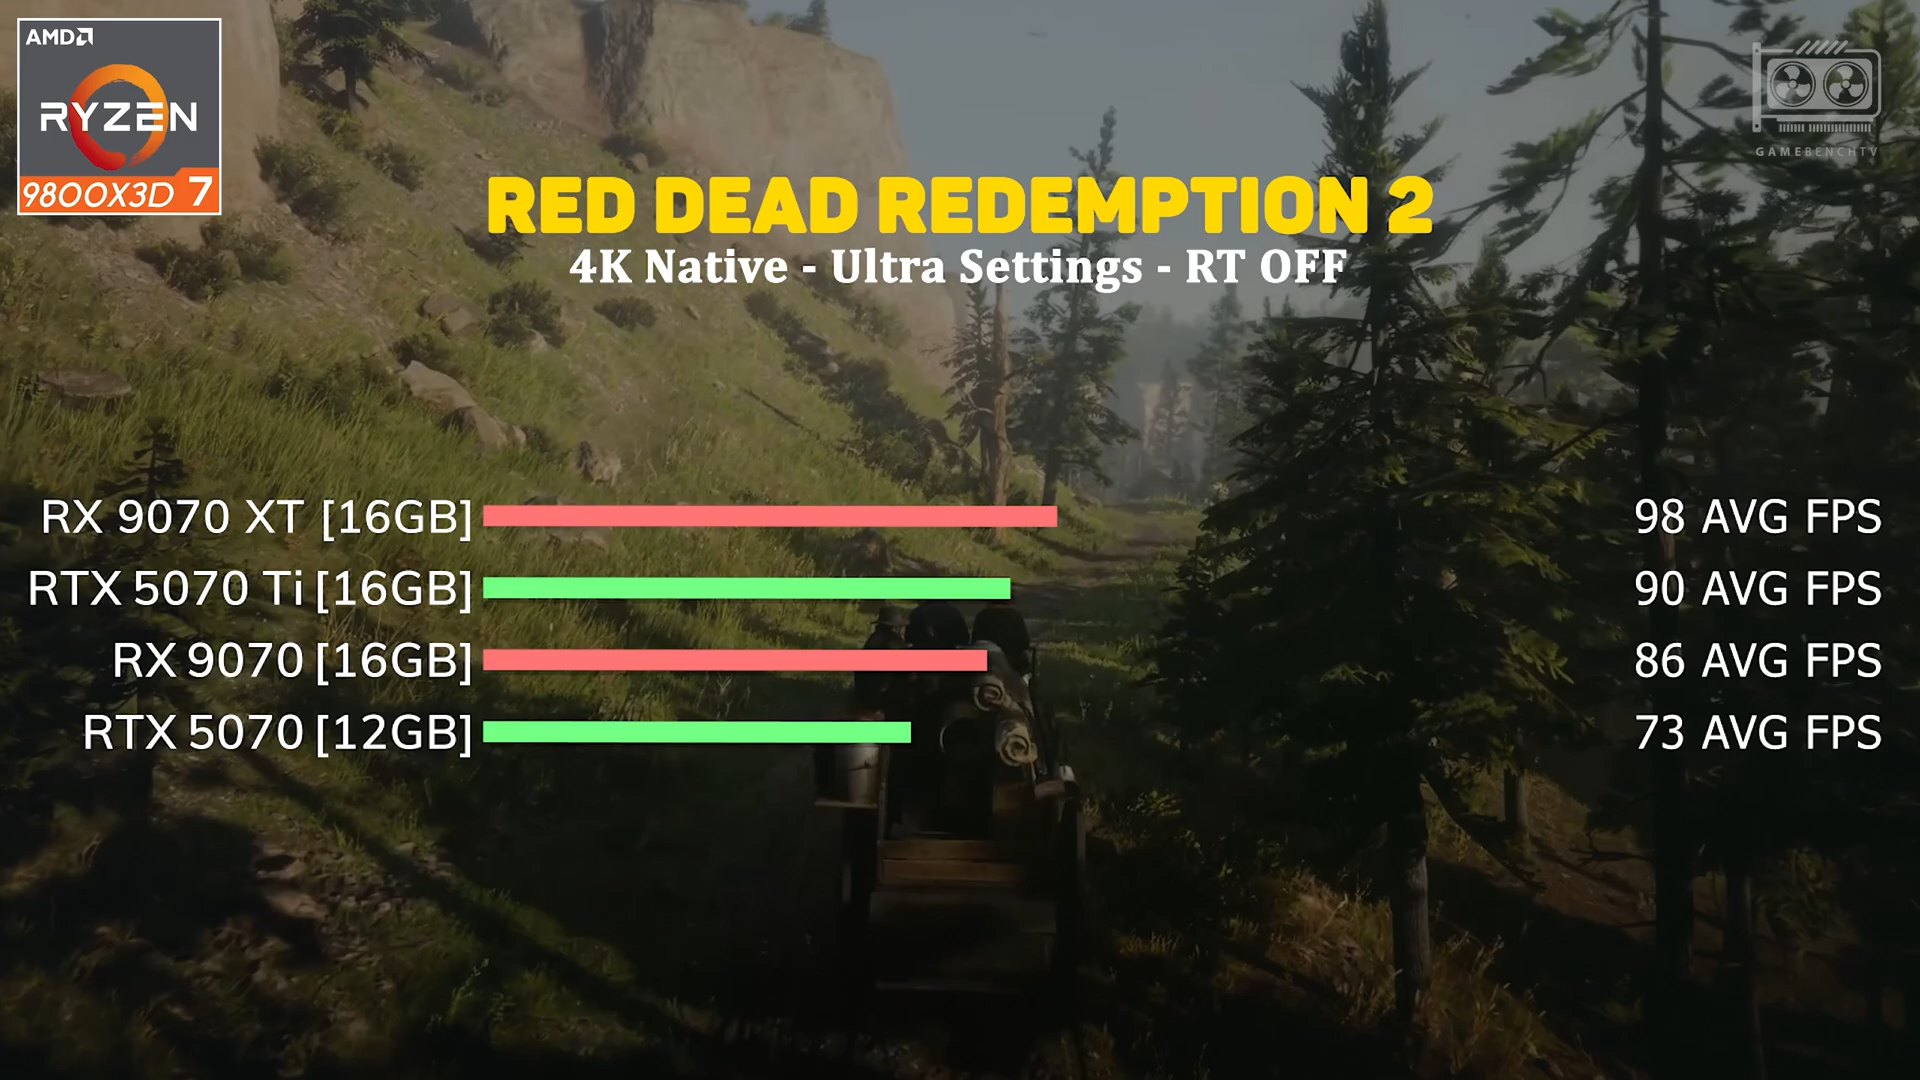 AMD
RYZEN
9800X3D 7
GAMEBENCHTV
RED DEAD REDEMPTION 2
4K Native - Ultra Settings - RT OFF
RX 9070 XT [16GB] 98 AVG FPS
RTX 5070 Ti [16GB] 90 AVG FPS
RX 9070 [16GB] 86 AVG FPS
RTX 5070 [12GB] 73 AVG FPS